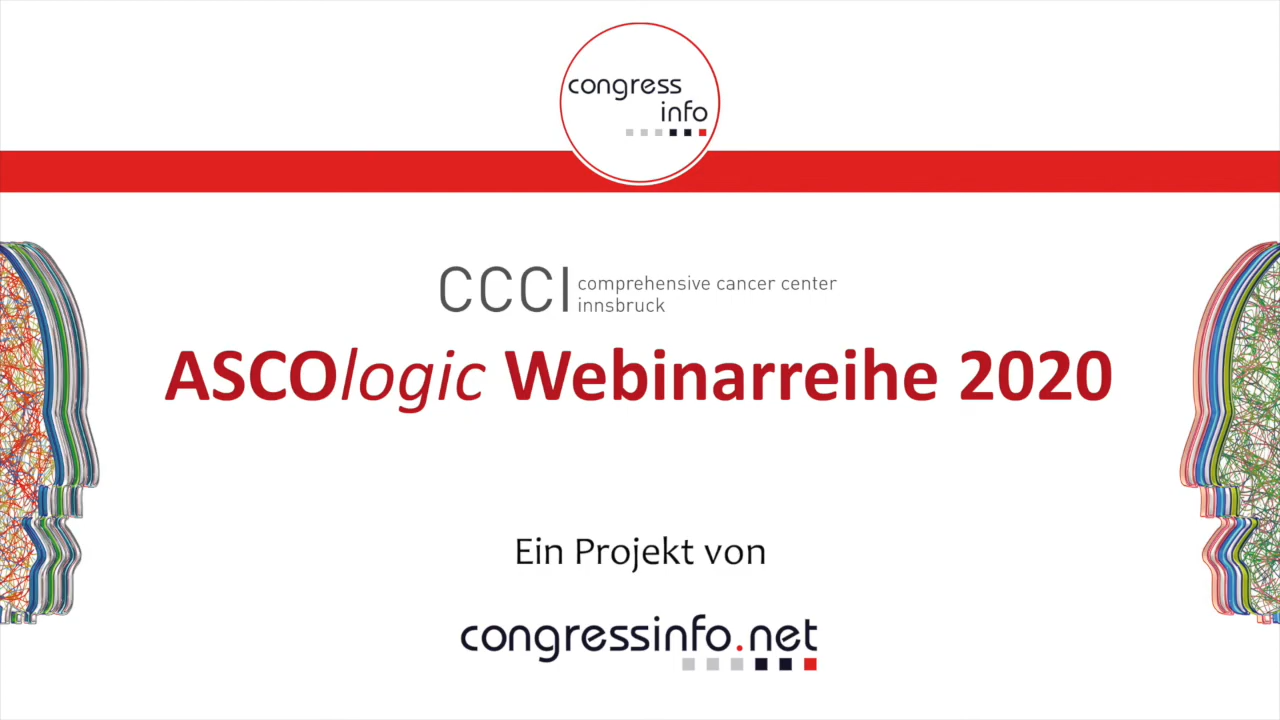 congress
info
CCCI comprehensive cancer center
innsbruck
ASCOlogic Webinarreihe 2020
Ein Projekt von
congressinfo.net